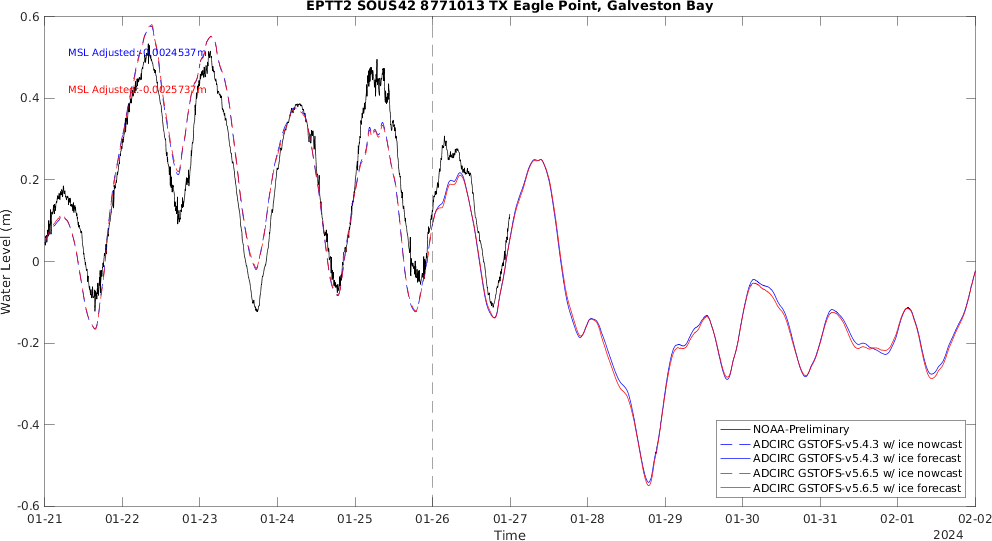 EPTT2 SOUS42 8771013 TX Eagle Point, Galveston Bay
MSL Adjusted:-0.0024537m
MSL Adjusted:-0.0025737m
Water Level (m)
0.6
0.4
0.2
0
-0.2
-0.4
-0.6
NOAA-Preliminary
ADCIRC GSTOFS-v5.4.3 w/ ice nowcast
ADCIRC GSTOFS-v5.4.3 w/ ice forecast
ADCIRC GSTOFS-v5.6.5 w/ ice nowcast
ADCIRC GSTOFS-v5.6.5 w/ ice forecast
01-21 01-22 01-23 01-24 01-25 01-26 01-27 01-28 01-29 01-30 01-31 02-01 02-02
Time
2024